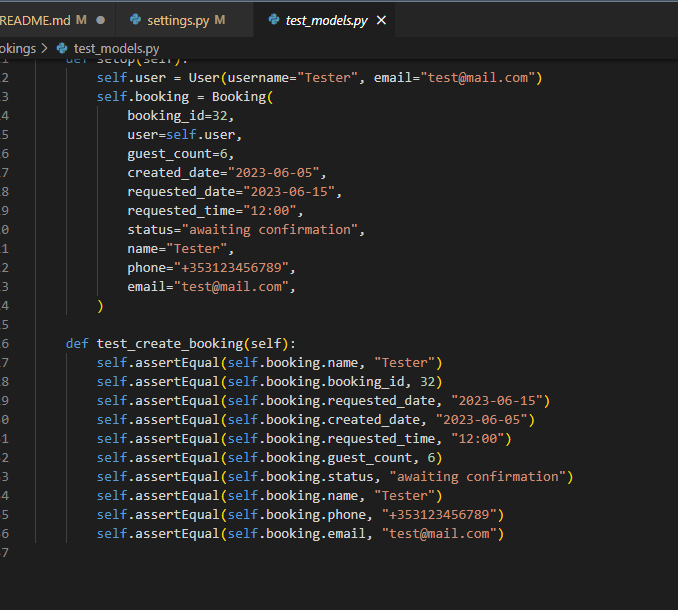 README.md M
settings.py M
test_models.py
okings > test_models.py
def setup(self):
2 self.user = User(username="Tester", email="test@mail.com")
3 self.booking = Booking(
4 booking_id=32,
5 user=self.user,
6 guest_count=6,
7 created_date="2023-06-05",
8 requested_date="2023-06-15",
9 requested_time="12:00",
0 status="awaiting confirmation",
1 name="Tester",
2 phone="+353123456789",
3 email="test@mail.com",
4 )
5
6 def test_create_booking(self):
7 self.assertEqual(self.booking.name, "Tester")
8 self.assertEqual(self.booking.booking_id, 32)
9 self.assertEqual(self.booking.requested_date, "2023-06-15")
0 self.assertEqual(self.booking.created_date, "2023-06-05")
1 self.assertEqual(self.booking.requested_time, "12:00")
2 self.assertEqual(self.booking.guest_count, 6)
3 self.assertEqual(self.booking.status, "awaiting confirmation")
4 self.assertEqual(self.booking.name, "Tester")
5 self.assertEqual(self.booking.phone, "+353123456789")
6 self.assertEqual(self.booking.email, "test@mail.com")
7